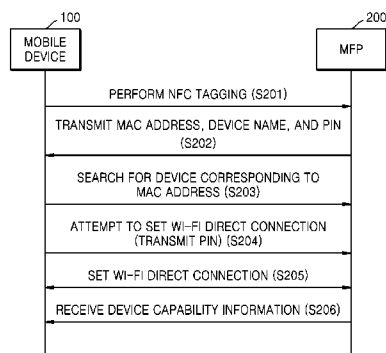 100
200
MOBILE
DEVICE
MFP
PERFORM NFC TAGGING (S201)
TRANSMIT MAC ADDRESS, DEVICE NAME, AND PIN
(S202)
SEARCH FOR DEVICE CORRESPONDING TO
MAC ADDRESS (S203)
ATTEMPT TO SET WI-FI DIRECT CONNECTION
(TRANSMIT PIN) (S204)
SET WI-FI DIRECT CONNECTION (S205)
RECEIVE DEVICE CAPABILITY INFORMATION (S206)